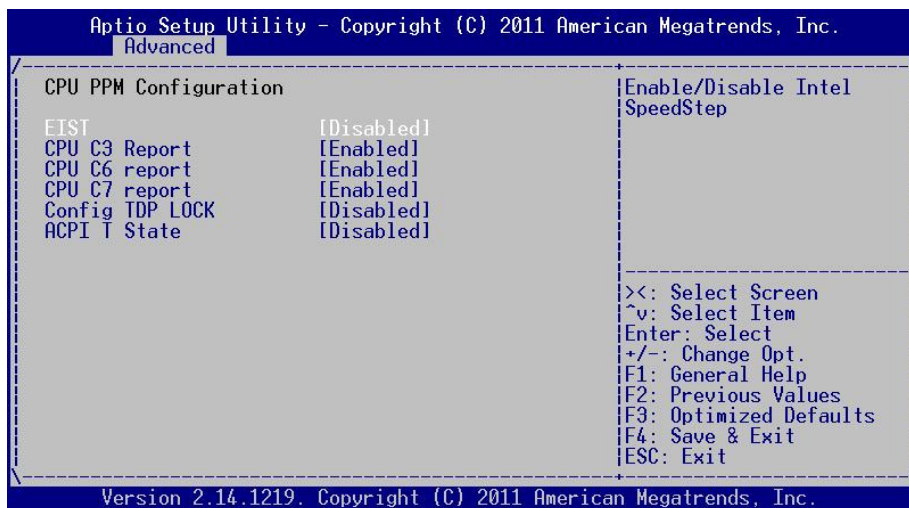 Aptio Setup Utility - Copyright (C) 2011 American Megatrends, Inc.
Advanced
CPU PPM Configuration
EIST [Disabled]
CPU C3 Report [Enabled]
CPU C6 report [Enabled]
CPU C7 report [Enabled]
Config TDP LOCK [Disabled]
ACPI T State [Disabled]
Enable/Disable Intel
SpeedStep
><: Select Screen
^v: Select Item
Enter: Select
+/-: Change Opt.
F1: General Help
F2: Previous Values
F3: Optimized Defaults
F4: Save & Exit
ESC: Exit
Version 2.14.1219. Copyright (C) 2011 American Megatrends, Inc.